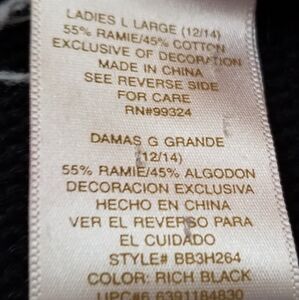 LADIES L LARGE (12/14)
55% RAMIE/45% COTTON
EXCLUSIVE OF DECORATION
MADE IN CHINA
SEE REVERSE SIDE
FOR CARE
RN#99324
DAMAS G GRANDE
(12/14)
55% RAMIE/45% ALGODON
DECORACION EXCLUSIVA
HECHO EN CHINA
VER EL REVERSO PARA
EL CUIDADO
STYLE# BB3H264
COLOR: RICH BLACK